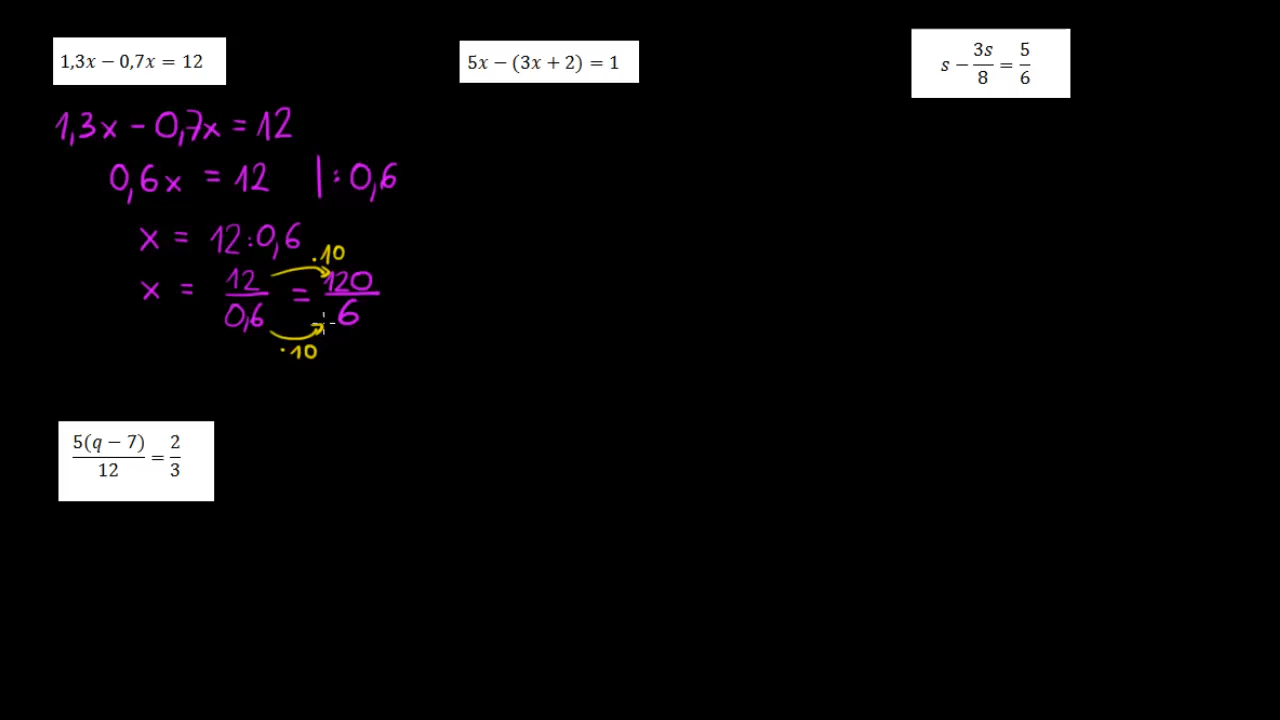 1,3x − 0,7x = 12
1,3x - 0,7x = 12
0,6x = 12 | : 0,6
x = 12 : 0,6
x = 12/0,6 = 120/6
·10
·10
5x − (3x + 2) = 1
s − 3s/8 = 5/6
5(q − 7)/12 = 2/3